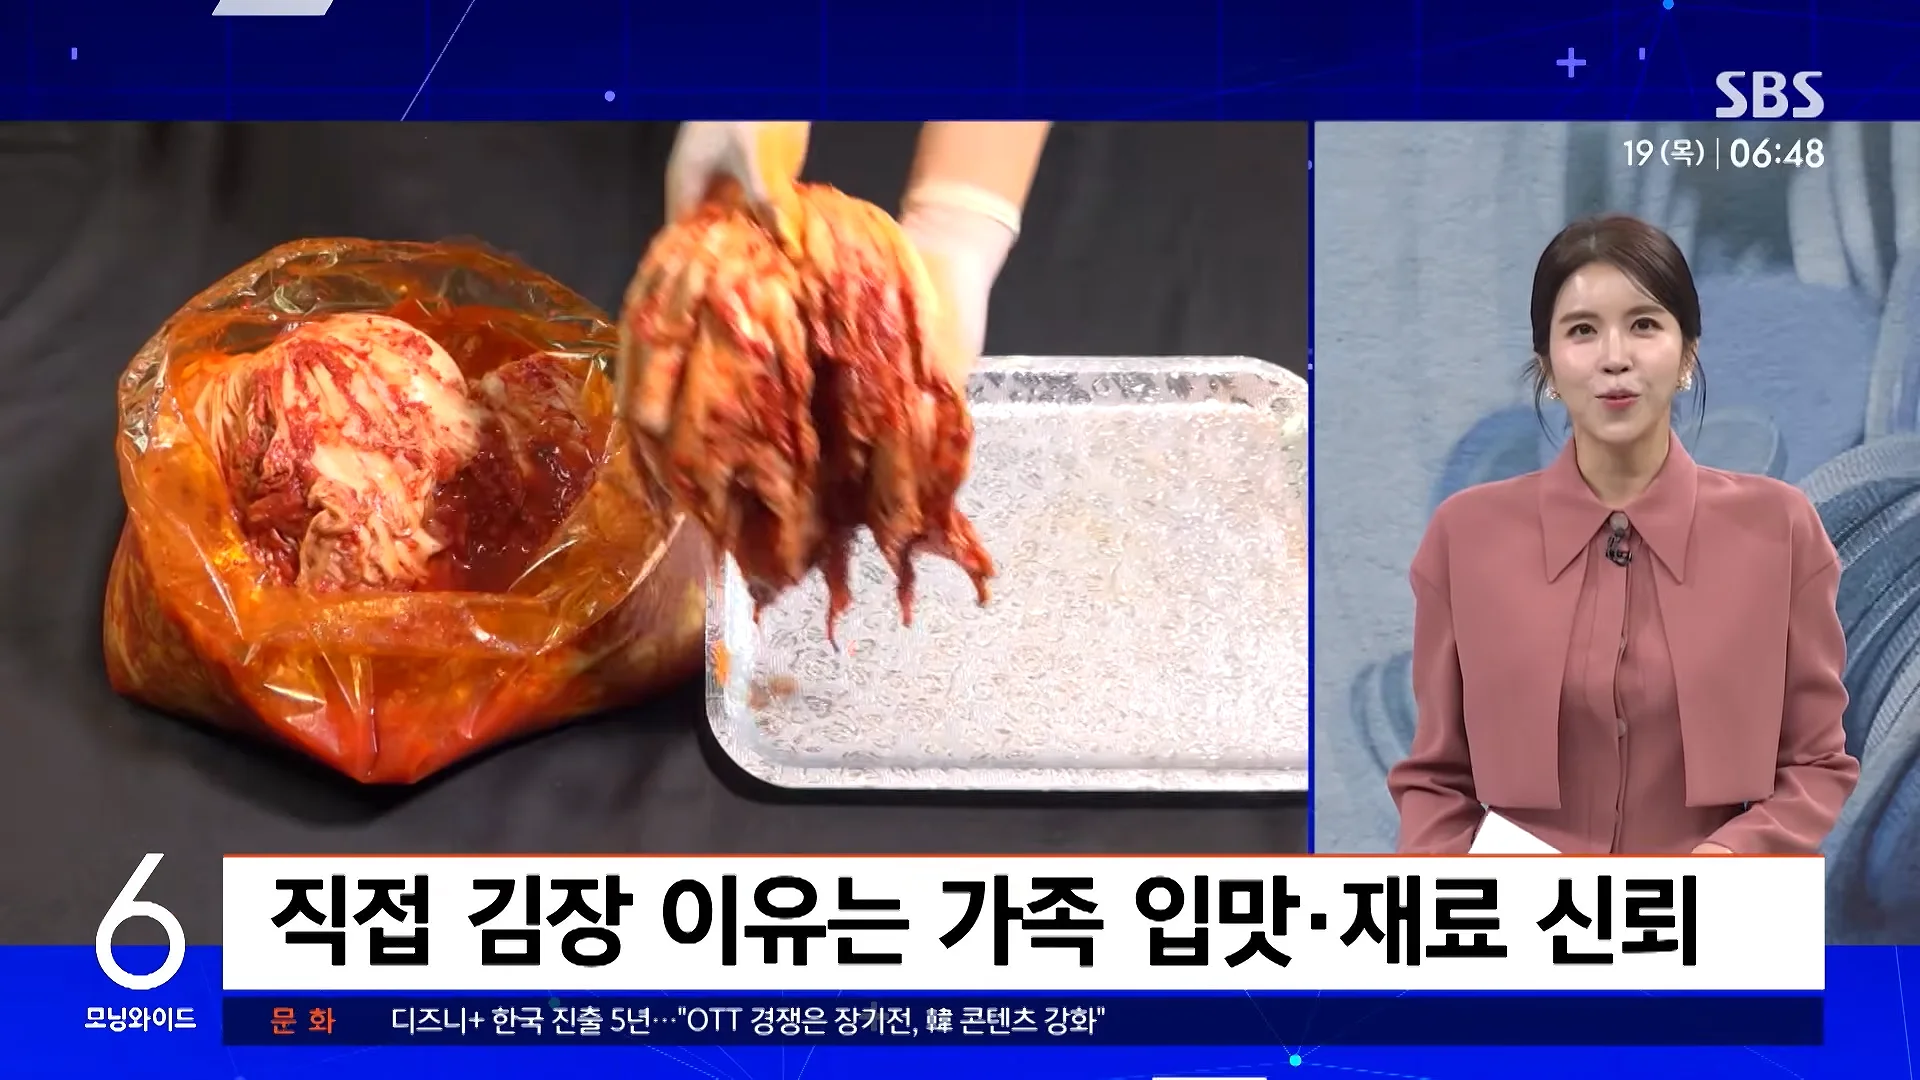 SBS
19(목) | 06:48
직접 김장 이유는 가족 입맛·재료 신뢰
6
모닝와이드
문화 디즈니+ 한국 진출 5년…"OTT 경쟁은 장기전, 韓 콘텐츠 강화"